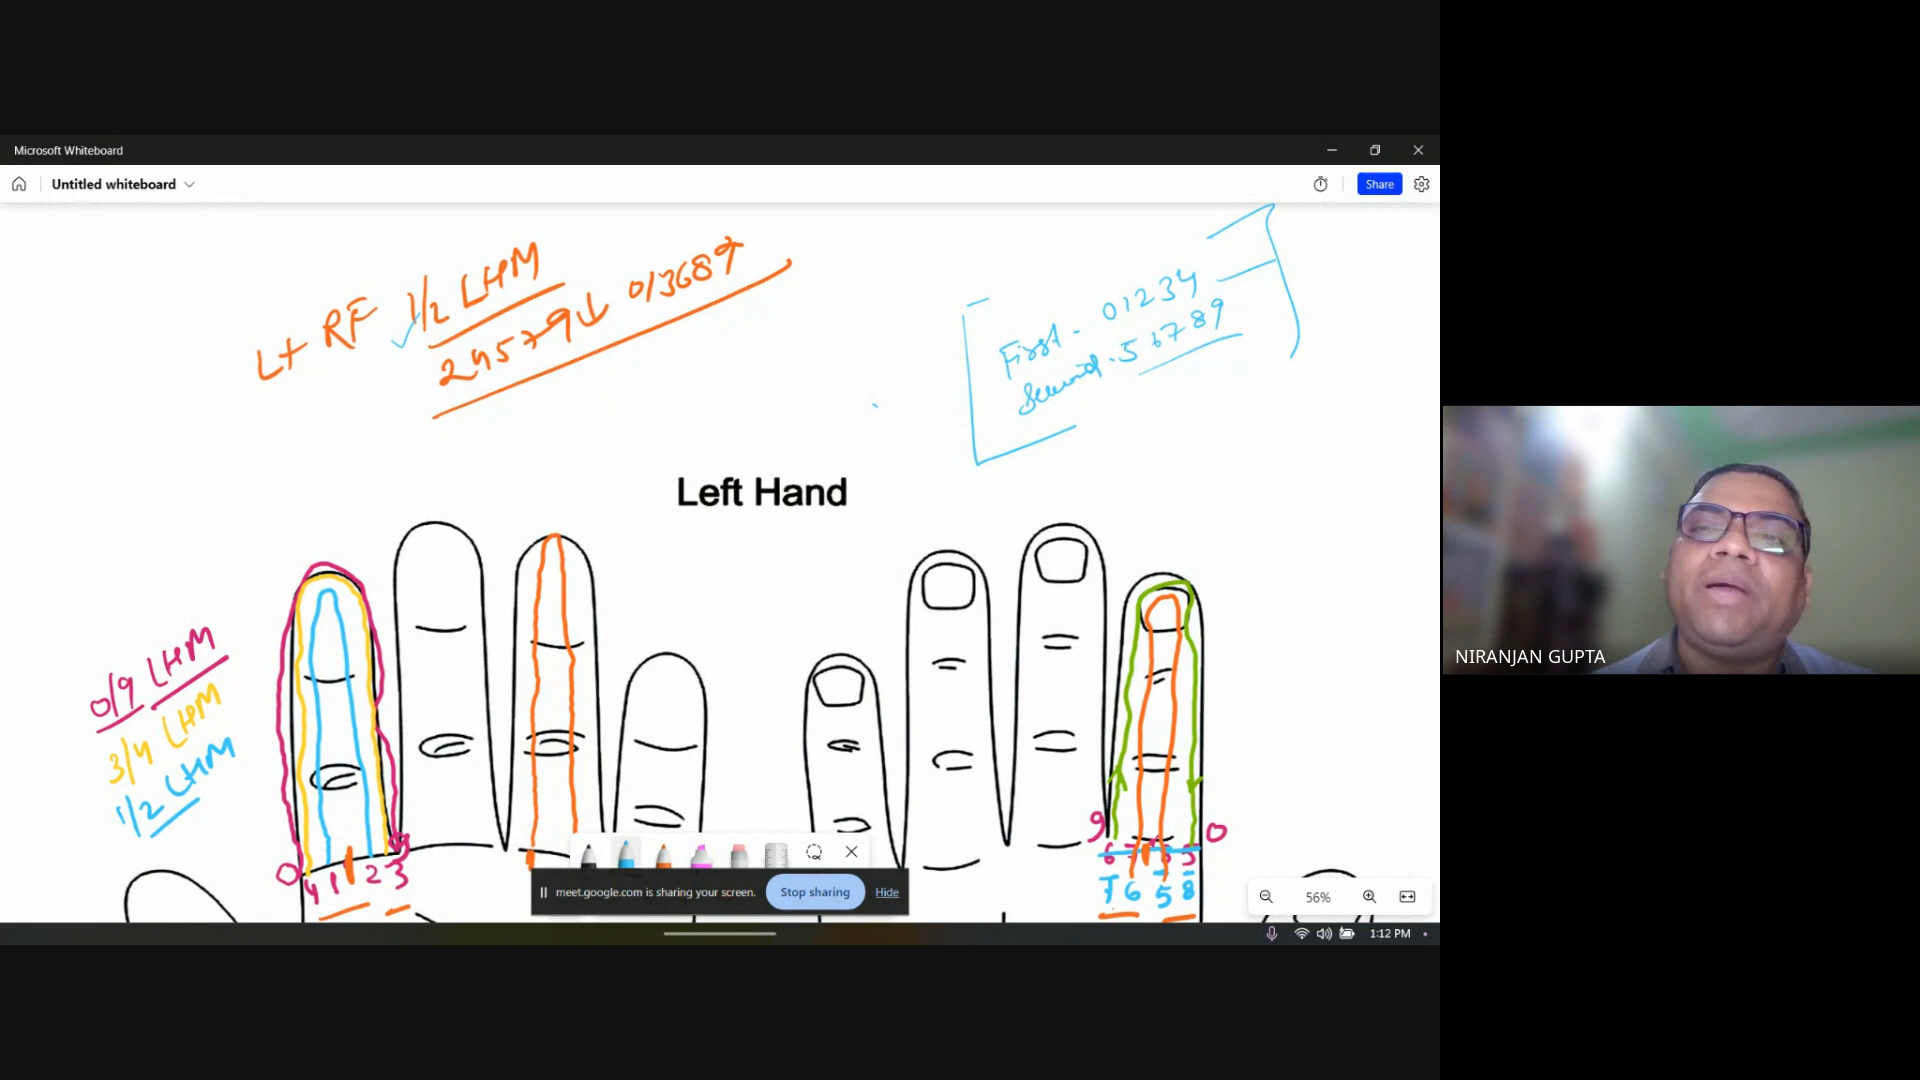 Microsoft Whiteboard
Untitled whiteboard
Share
Lt RF 1/2 LHM
24579↓ 013689
First - 01234
Second - 56789
Left Hand
0/9 LHM
3/4 LHM
1/2 LHM
0 4 1 2 3
9 0
7 6 5 8
meet.google.com is sharing your screen.
Stop sharing
Hide
56%
1:12 PM
NIRANJAN GUPTA